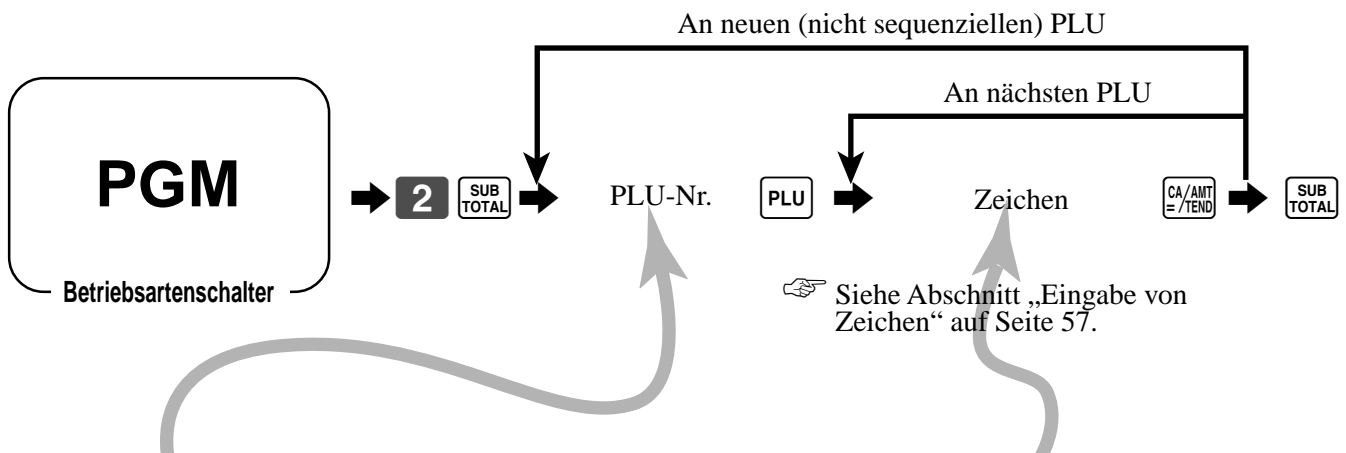 An neuen (nicht sequenziellen) PLU
An nächsten PLU
PGM
2 SUB TOTAL PLU-Nr. PLU Zeichen CA/AMT = /TEND SUB TOTAL
Betriebsartenschalter
☞ Siehe Abschnitt „Eingabe von
Zeichen“ auf Seite 57.